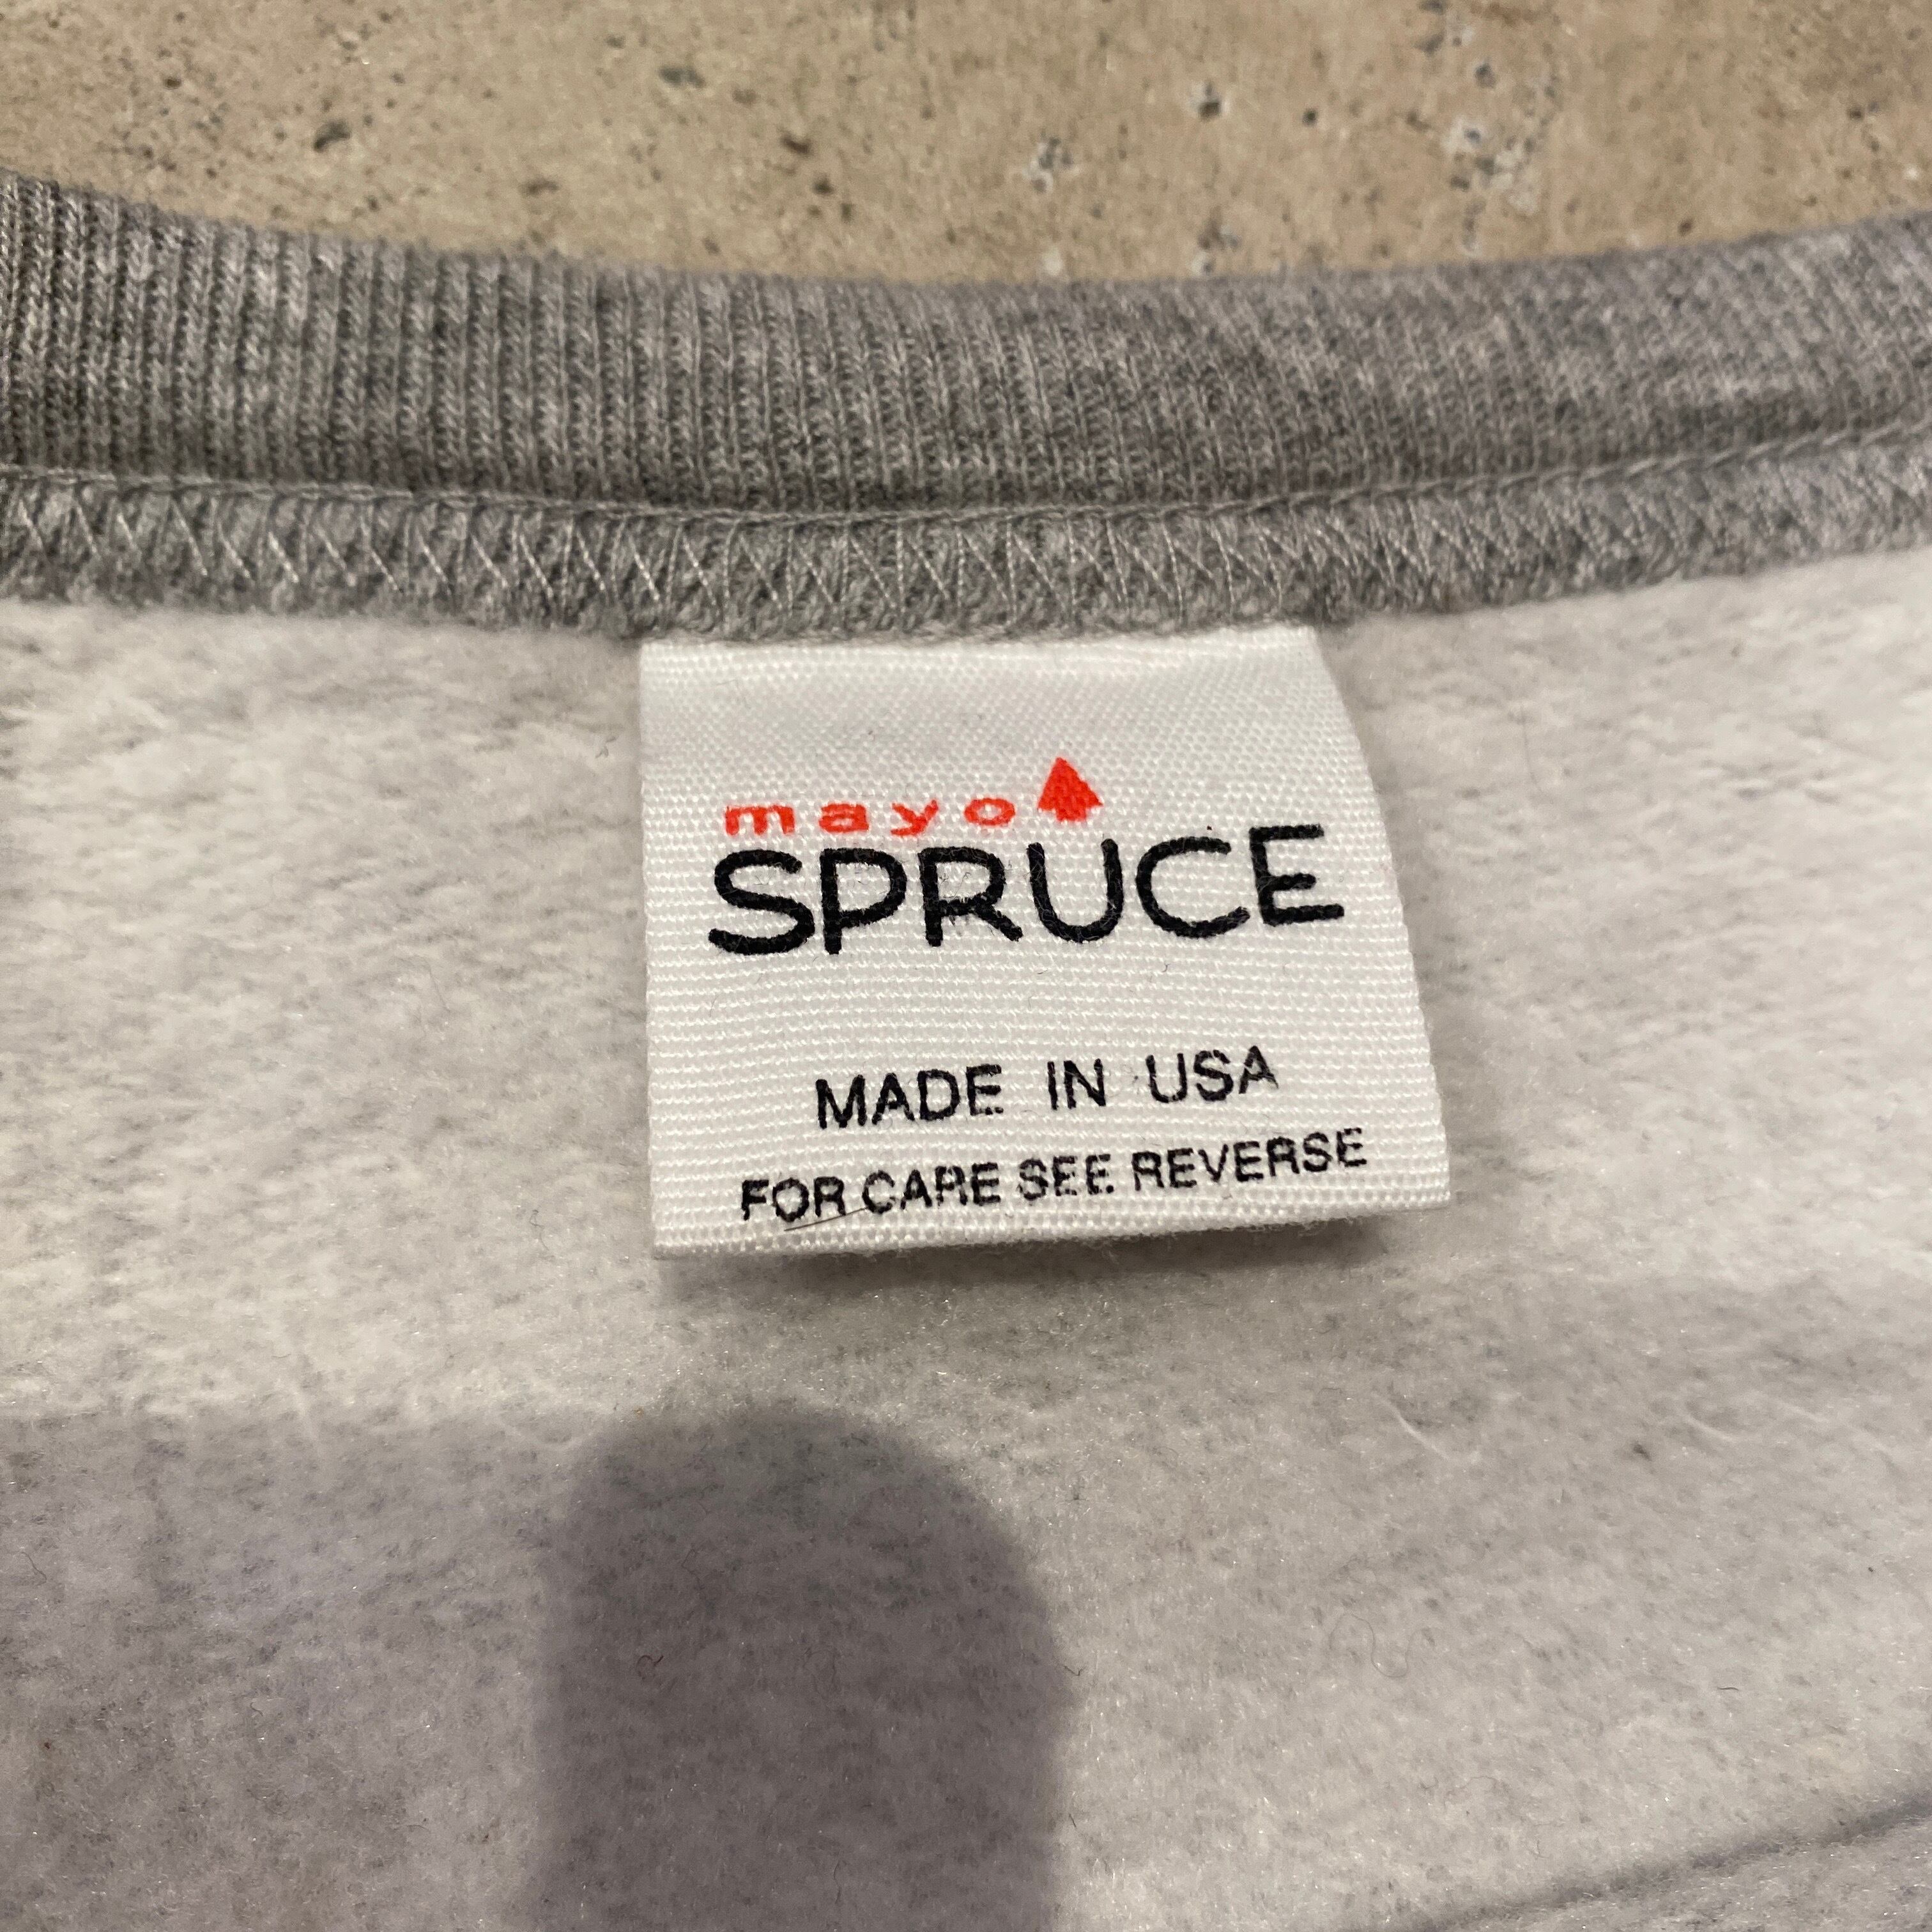 mayo
SPRUCE
MADE IN USA
FOR CARE SEE REVERSE